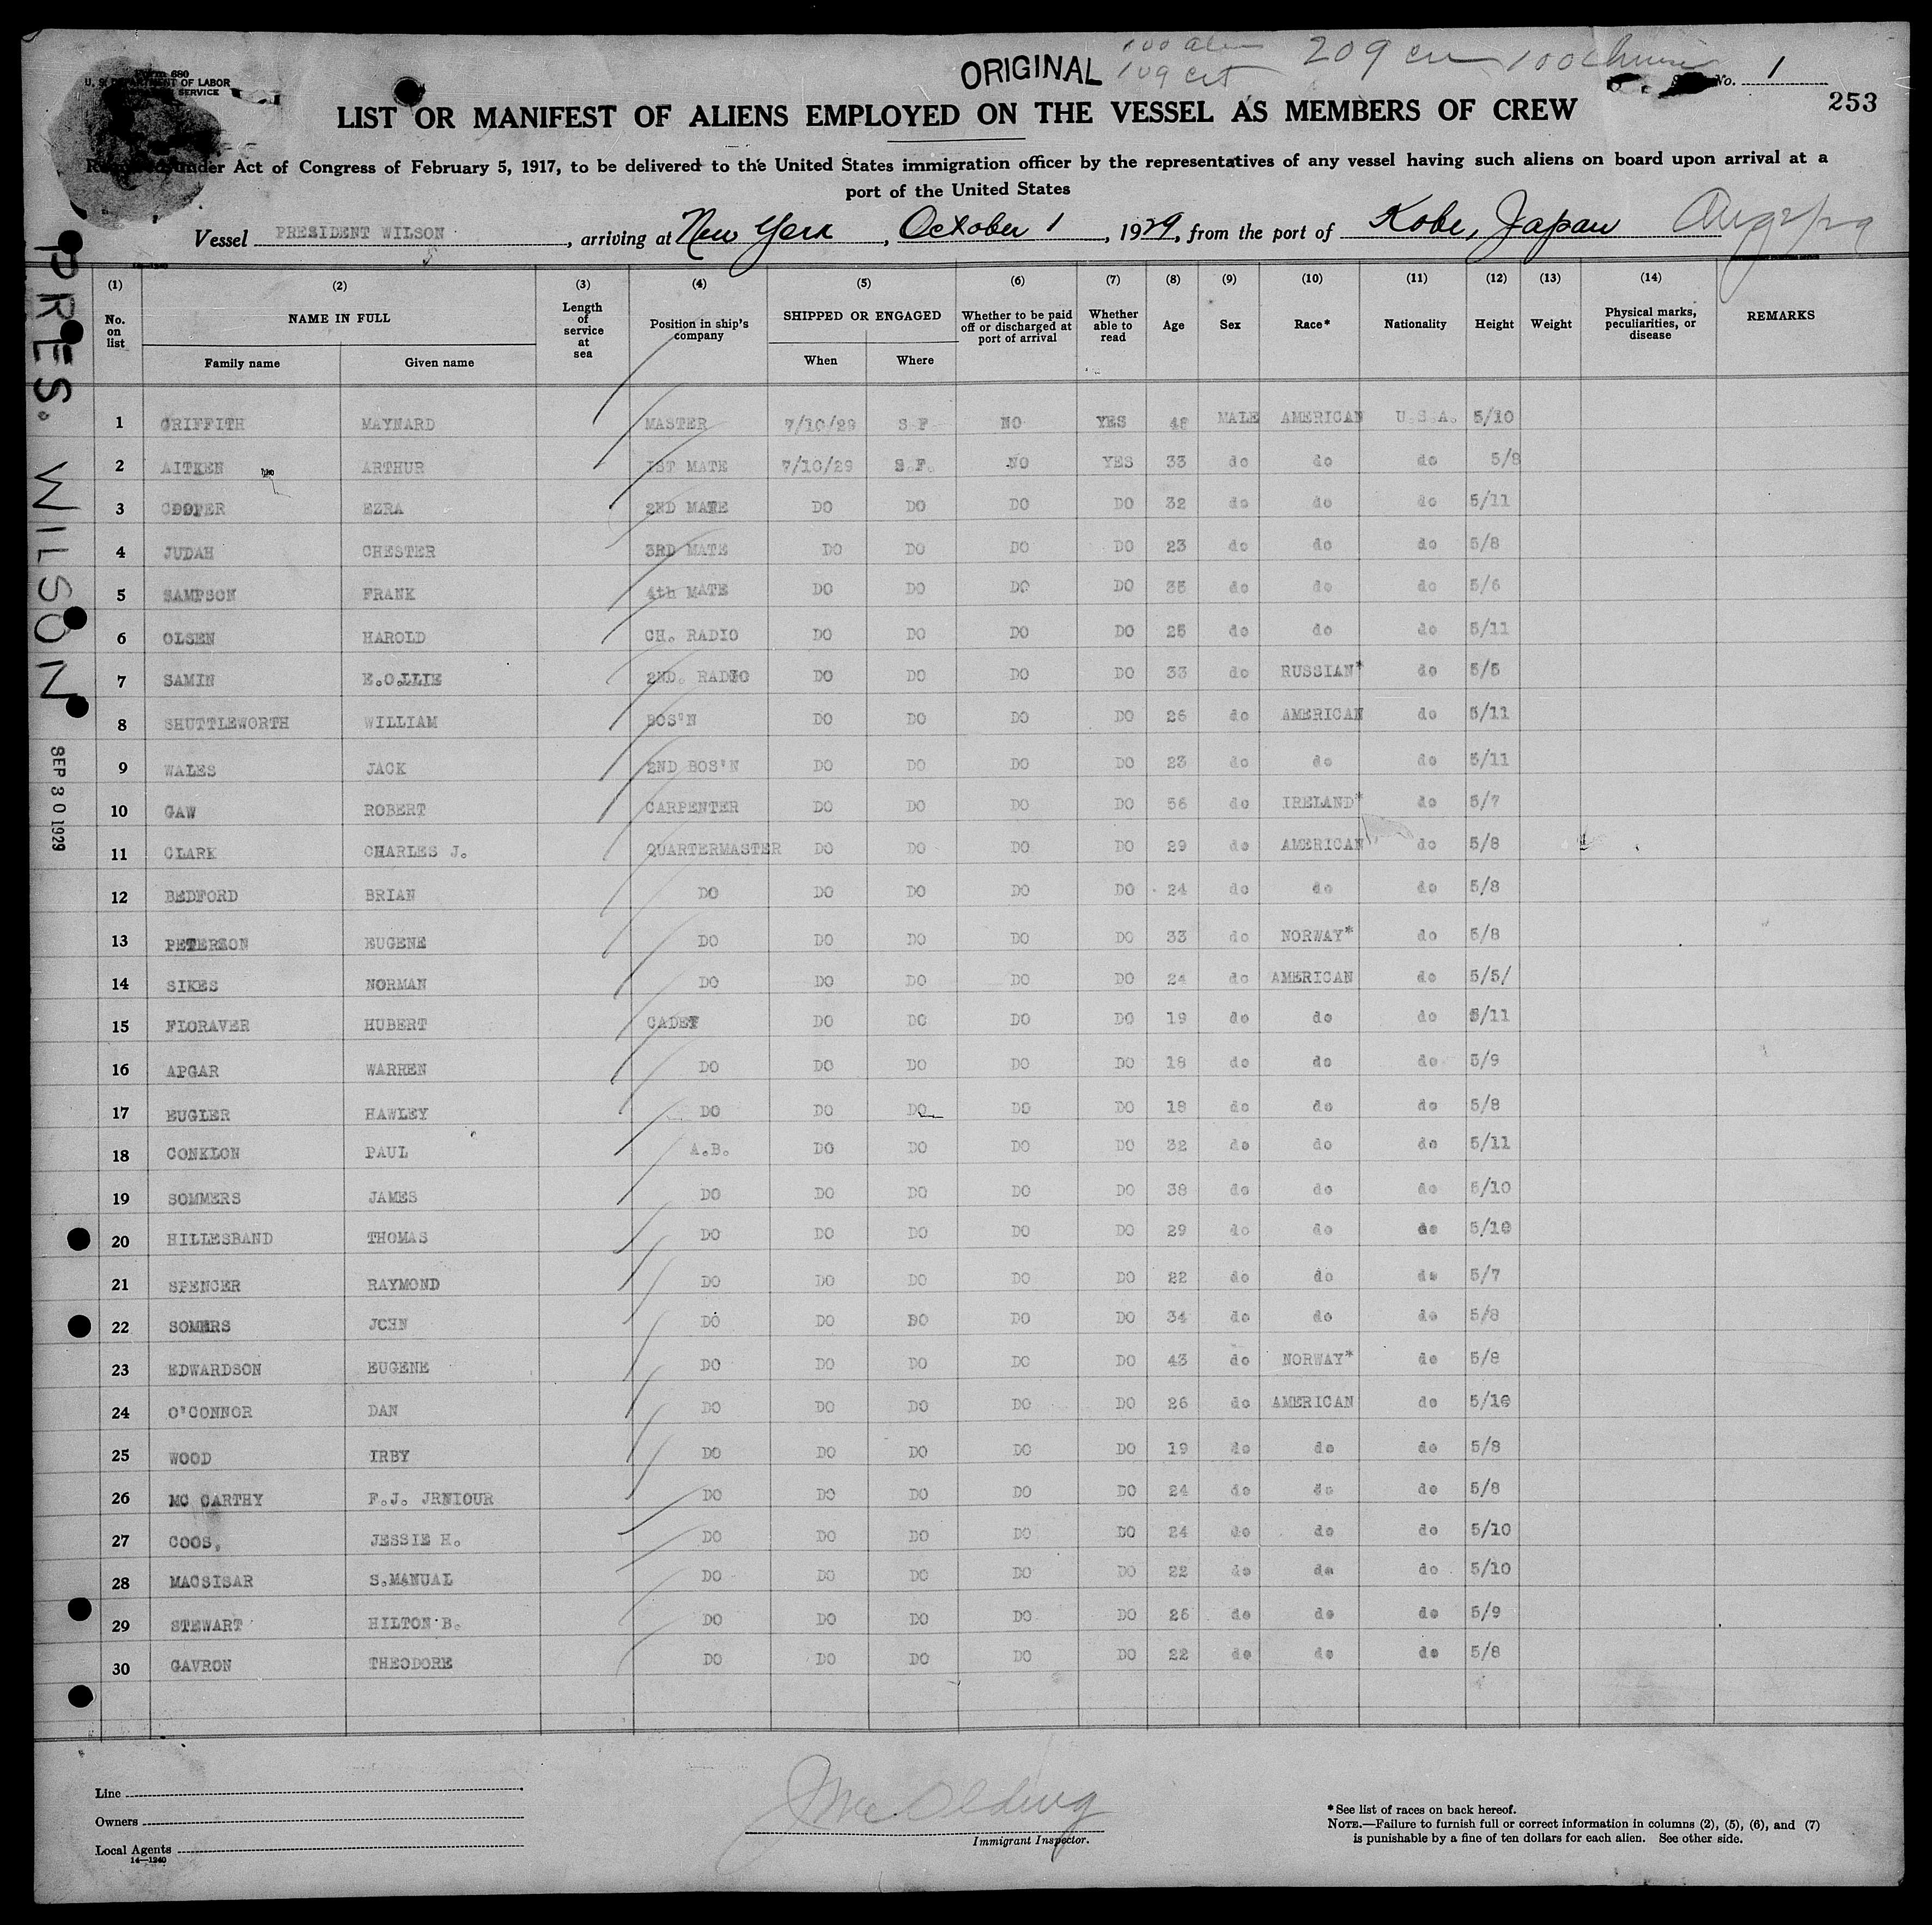 Form 680
U. S. DEPARTMENT OF LABOR
SERVICE
ORIGINAL
109 crt
209 cr
100 Chinese
No. 1
253
LIST OR MANIFEST OF ALIENS EMPLOYED ON THE VESSEL AS MEMBERS OF CREW
Required under Act of Congress of February 5, 1917, to be delivered to the United States immigration officer by the representatives of any vessel having such aliens on board upon arrival at a
port of the United States
Vessel PRESIDENT WILSON, arriving at New York, October 1, 1929, from the port of Kobe, Japan
PRES. WILSON
SEP 30 1929
(1) (2) (3) (4) (5) (6) (7) (8) (9) (10) (11) (12) (13) (14)
No. on list NAME IN FULL Family name Given name Length of service at sea Position in ship's company SHIPPED OR ENGAGED When Where Whether to be paid off or discharged at port of arrival Whether able to read Age Sex Race* Nationality Height Weight Physical marks, peculiarities, or disease REMARKS
1 GRIFFITH MAYNARD MASTER 7/10/29 S F NO YES 48 MALE AMERICAN U.S.A. 5/10
2 AITKEN ARTHUR 1ST MATE 7/10/29 S.F. NO YES 33 do do do 5/8
3 COOPER EZRA 2ND MATE DO DO DO DO 32 do do do 5/11
4 JUDAH CHESTER 3RD MATE DO DO DO DO 23 do do do 5/8
5 SAMPSON FRANK 4th MATE DO DO DO DO 35 do do do 5/6
6 OLSEN HAROLD CH. RADIO DO DO DO DO 25 do do do 5/11
7 SAMIN E.O.LLIE 2ND. RADIO DO DO DO DO 33 do RUSSIAN* do 5/5
8 SHUTTLEWORTH WILLIAM BOS'N DO DO DO DO 26 do AMERICAN do 5/11
9 WALES JACK 2ND BOS'N DO DO DO DO 23 do do do 5/11
10 GAW ROBERT CARPENTER DO DO DO DO 56 do IRELAND* do 5/7
11 CLARK CHARLES J. QUARTERMASTER DO DO DO DO 29 do AMERICAN do 5/8
12 BEDFORD BRIAN DO DO DO DO DO 24 do do do 5/8
13 PETERSON EUGENE DO DO DO DO DO 33 do NORWAY* do 5/8
14 SIKES NORMAN DO DO DO DO DO 24 do AMERICAN do 5/5/
15 FLORAVER HUBERT CADET DO DO DO DO 19 do do do 5/11
16 APGAR WARREN DO DO DO DO DO 18 do do do 5/9
17 EUGLER HAWLEY DO DO DO DO DO 18 do do do 5/8
18 CONKLON PAUL A.B. DO DO DO DO 32 do do do 5/11
19 SOMMERS JAMES DO DO DO DO DO 38 do do do 5/10
20 HILLESBAND THOMAS DO DO DO DO DO 29 do do do 5/10
21 SPENCER RAYMOND DO DO DO DO DO 22 do do do 5/7
22 SOMERS JOHN DO DO DO DO DO 34 do do do 5/8
23 EDWARDSON EUGENE DO DO DO DO DO 43 do NORWAY* do 5/8
24 O'CONNOR DAN DO DO DO DO DO 26 do AMERICAN do 5/10
25 WOOD IRBY DO DO DO DO DO 19 do do do 5/8
26 MC CARTHY F.J. JRNIOUR DO DO DO DO DO 24 do do do 5/8
27 COOS, JESSIE H. DO DO DO DO DO 24 do do do 5/10
28 MACSISAR S.MANUAL DO DO DO DO DO 22 do do do 5/10
29 STEWART HILTON B. DO DO DO DO DO 26 do do do 5/9
30 GAVRON THEODORE DO DO DO DO DO 22 do do do 5/8
Line
Owners
Local Agents
14—1240
Immigrant Inspector.
*See list of races on back hereof.
NOTE.—Failure to furnish full or correct information in columns (2), (5), (6), and (7)
is punishable by a fine of ten dollars for each alien. See other side.